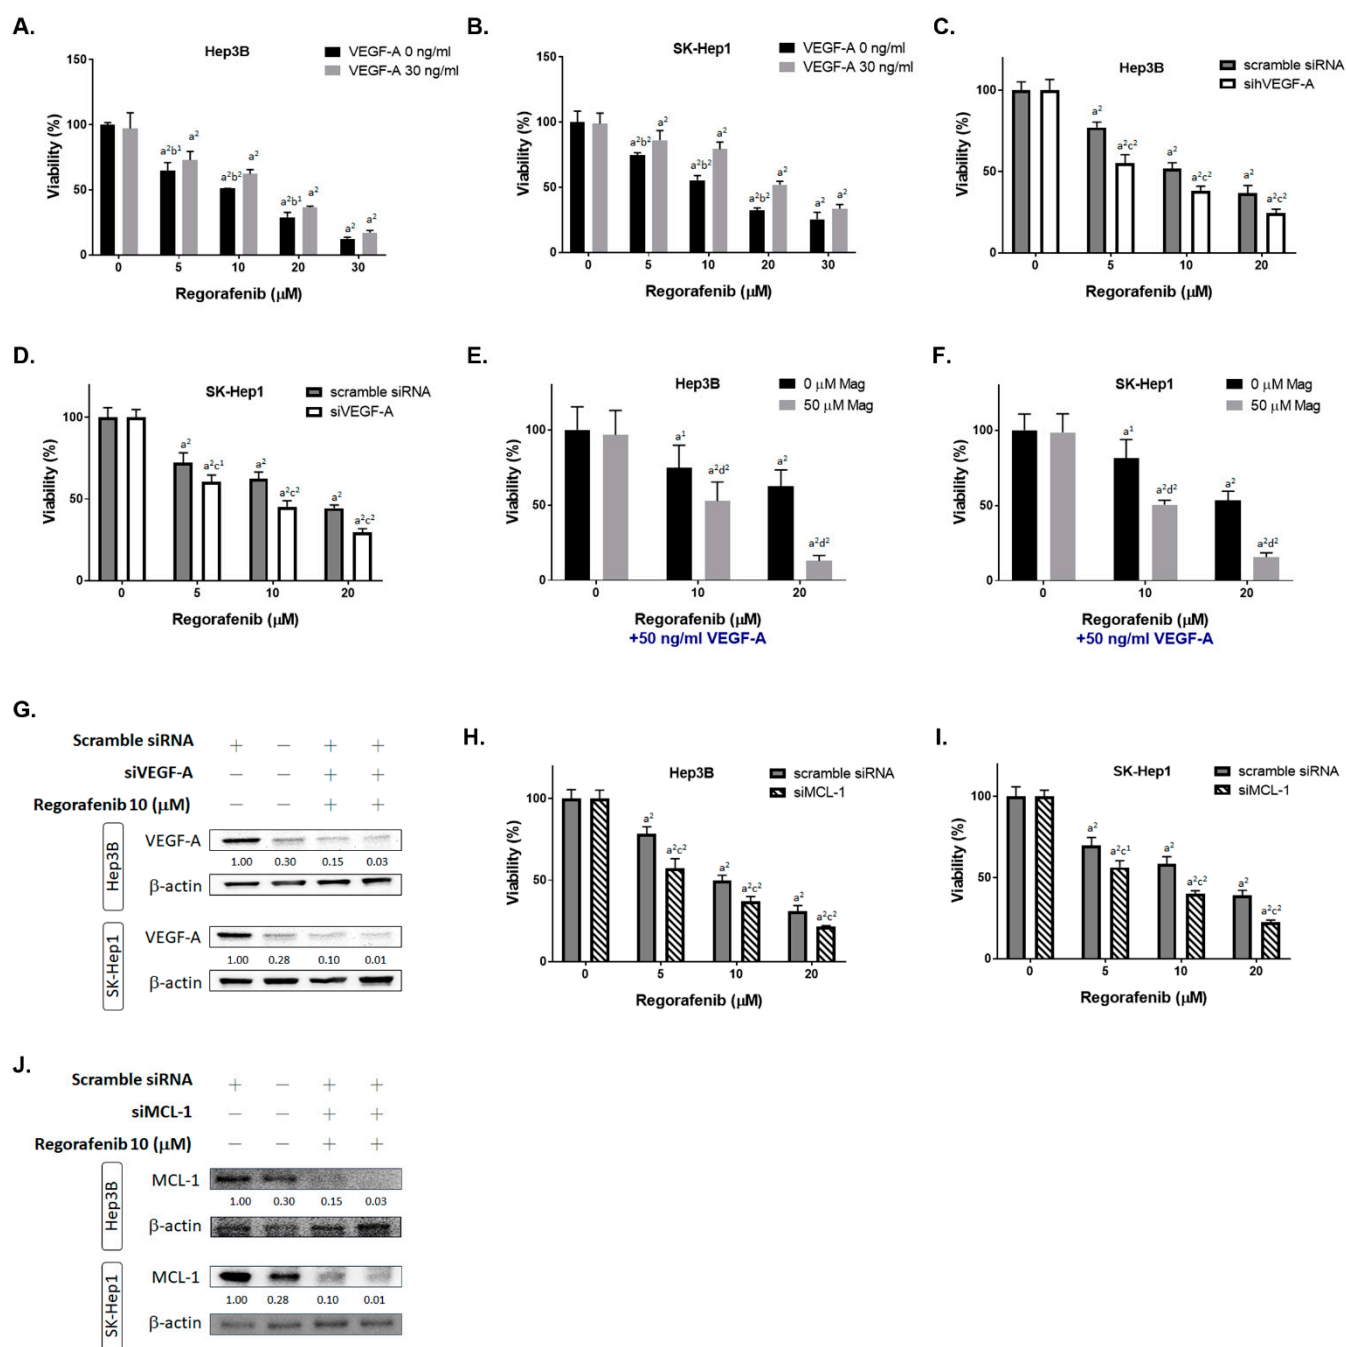 A.
Hep3B
VEGF-A 0 ng/ml
VEGF-A 30 ng/ml
Viability (%)
150
100
50
0
a²b¹
a²
a²b²
a²
a²b¹
a²
a²
a²
0 5 10 20 30
Regorafenib (μM)
B.
SK-Hep1
VEGF-A 0 ng/ml
VEGF-A 30 ng/ml
Viability (%)
150
100
50
0
a²b²
a²
a²b²
a²
a²b²
a²
a²
a²
0 5 10 20 30
Regorafenib (μM)
C.
Hep3B
scramble siRNA
sihVEGF-A
Viability (%)
100
50
0
a²
a²c²
a²
a²c²
a²
a²c²
0 5 10 20
Regorafenib (μM)
D.
SK-Hep1
scramble siRNA
siVEGF-A
Viability (%)
100
50
0
a²
a²c¹
a²
a²c²
a²
a²c²
0 5 10 20
Regorafenib (μM)
E.
Hep3B
0 μM Mag
50 μM Mag
Viability (%)
100
50
0
a¹
a²d²
a²
a²d²
0 10 20
Regorafenib (μM)
+50 ng/ml VEGF-A
F.
SK-Hep1
0 μM Mag
50 μM Mag
Viability (%)
100
50
0
a¹
a²d²
a²
a²d²
0 10 20
Regorafenib (μM)
+50 ng/ml VEGF-A
G.
Scramble siRNA + − + +
siVEGF-A − − + +
Regorafenib 10 (μM) − − + +
Hep3B
VEGF-A
1.00 0.30 0.15 0.03
β-actin
SK-Hep1
VEGF-A
1.00 0.28 0.10 0.01
β-actin
H.
Hep3B
scramble siRNA
siMCL-1
Viability (%)
100
50
0
a²
a²c²
a²
a²c²
a²
a²c²
0 5 10 20
Regorafenib (μM)
I.
SK-Hep1
scramble siRNA
siMCL-1
Viability (%)
100
50
0
a²
a²c¹
a²
a²c²
a²
a²c²
0 5 10 20
Regorafenib (μM)
J.
Scramble siRNA + − + +
siMCL-1 − − + +
Regorafenib 10 (μM) − − + +
Hep3B
MCL-1
1.00 0.30 0.15 0.03
β-actin
SK-Hep1
MCL-1
1.00 0.28 0.10 0.01
β-actin